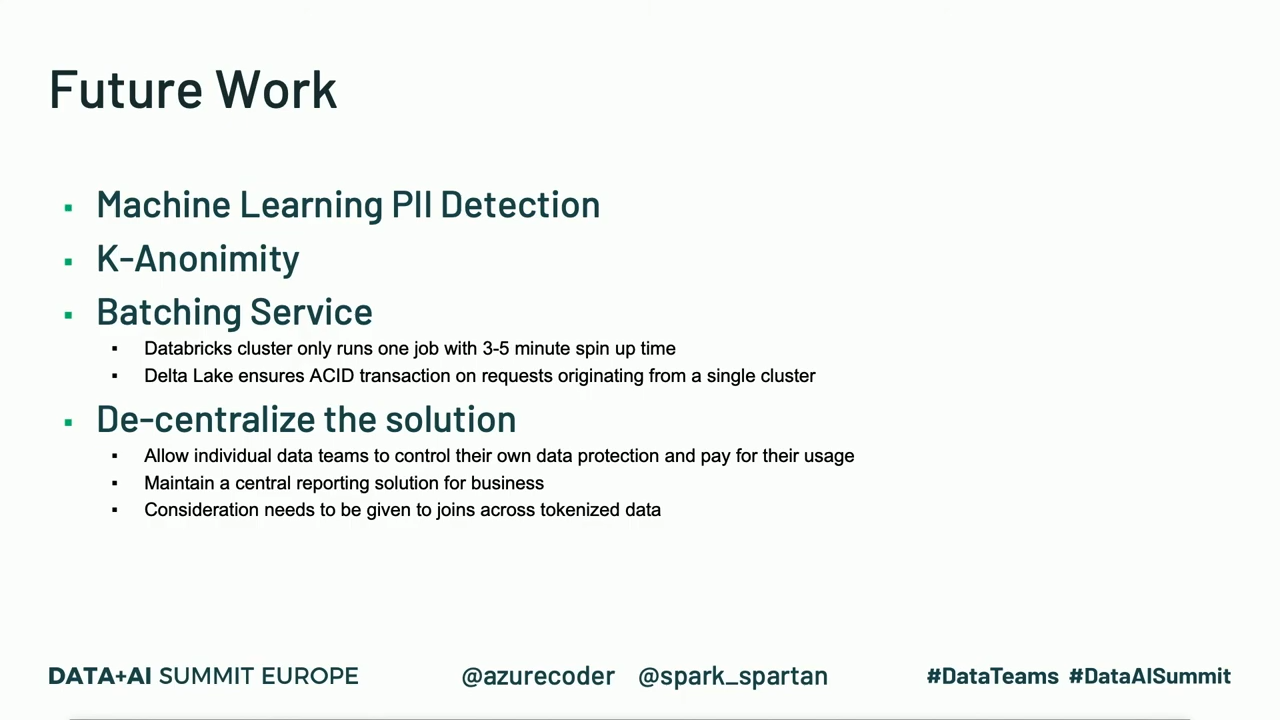 Future Work
▪ Machine Learning PII Detection
▪ K-Anonimity
▪ Batching Service
▪ Databricks cluster only runs one job with 3-5 minute spin up time
▪ Delta Lake ensures ACID transaction on requests originating from a single cluster
▪ De-centralize the solution
▪ Allow individual data teams to control their own data protection and pay for their usage
▪ Maintain a central reporting solution for business
▪ Consideration needs to be given to joins across tokenized data
DATA+AI SUMMIT EUROPE @azurecoder @spark_spartan #DataTeams #DataAISummit